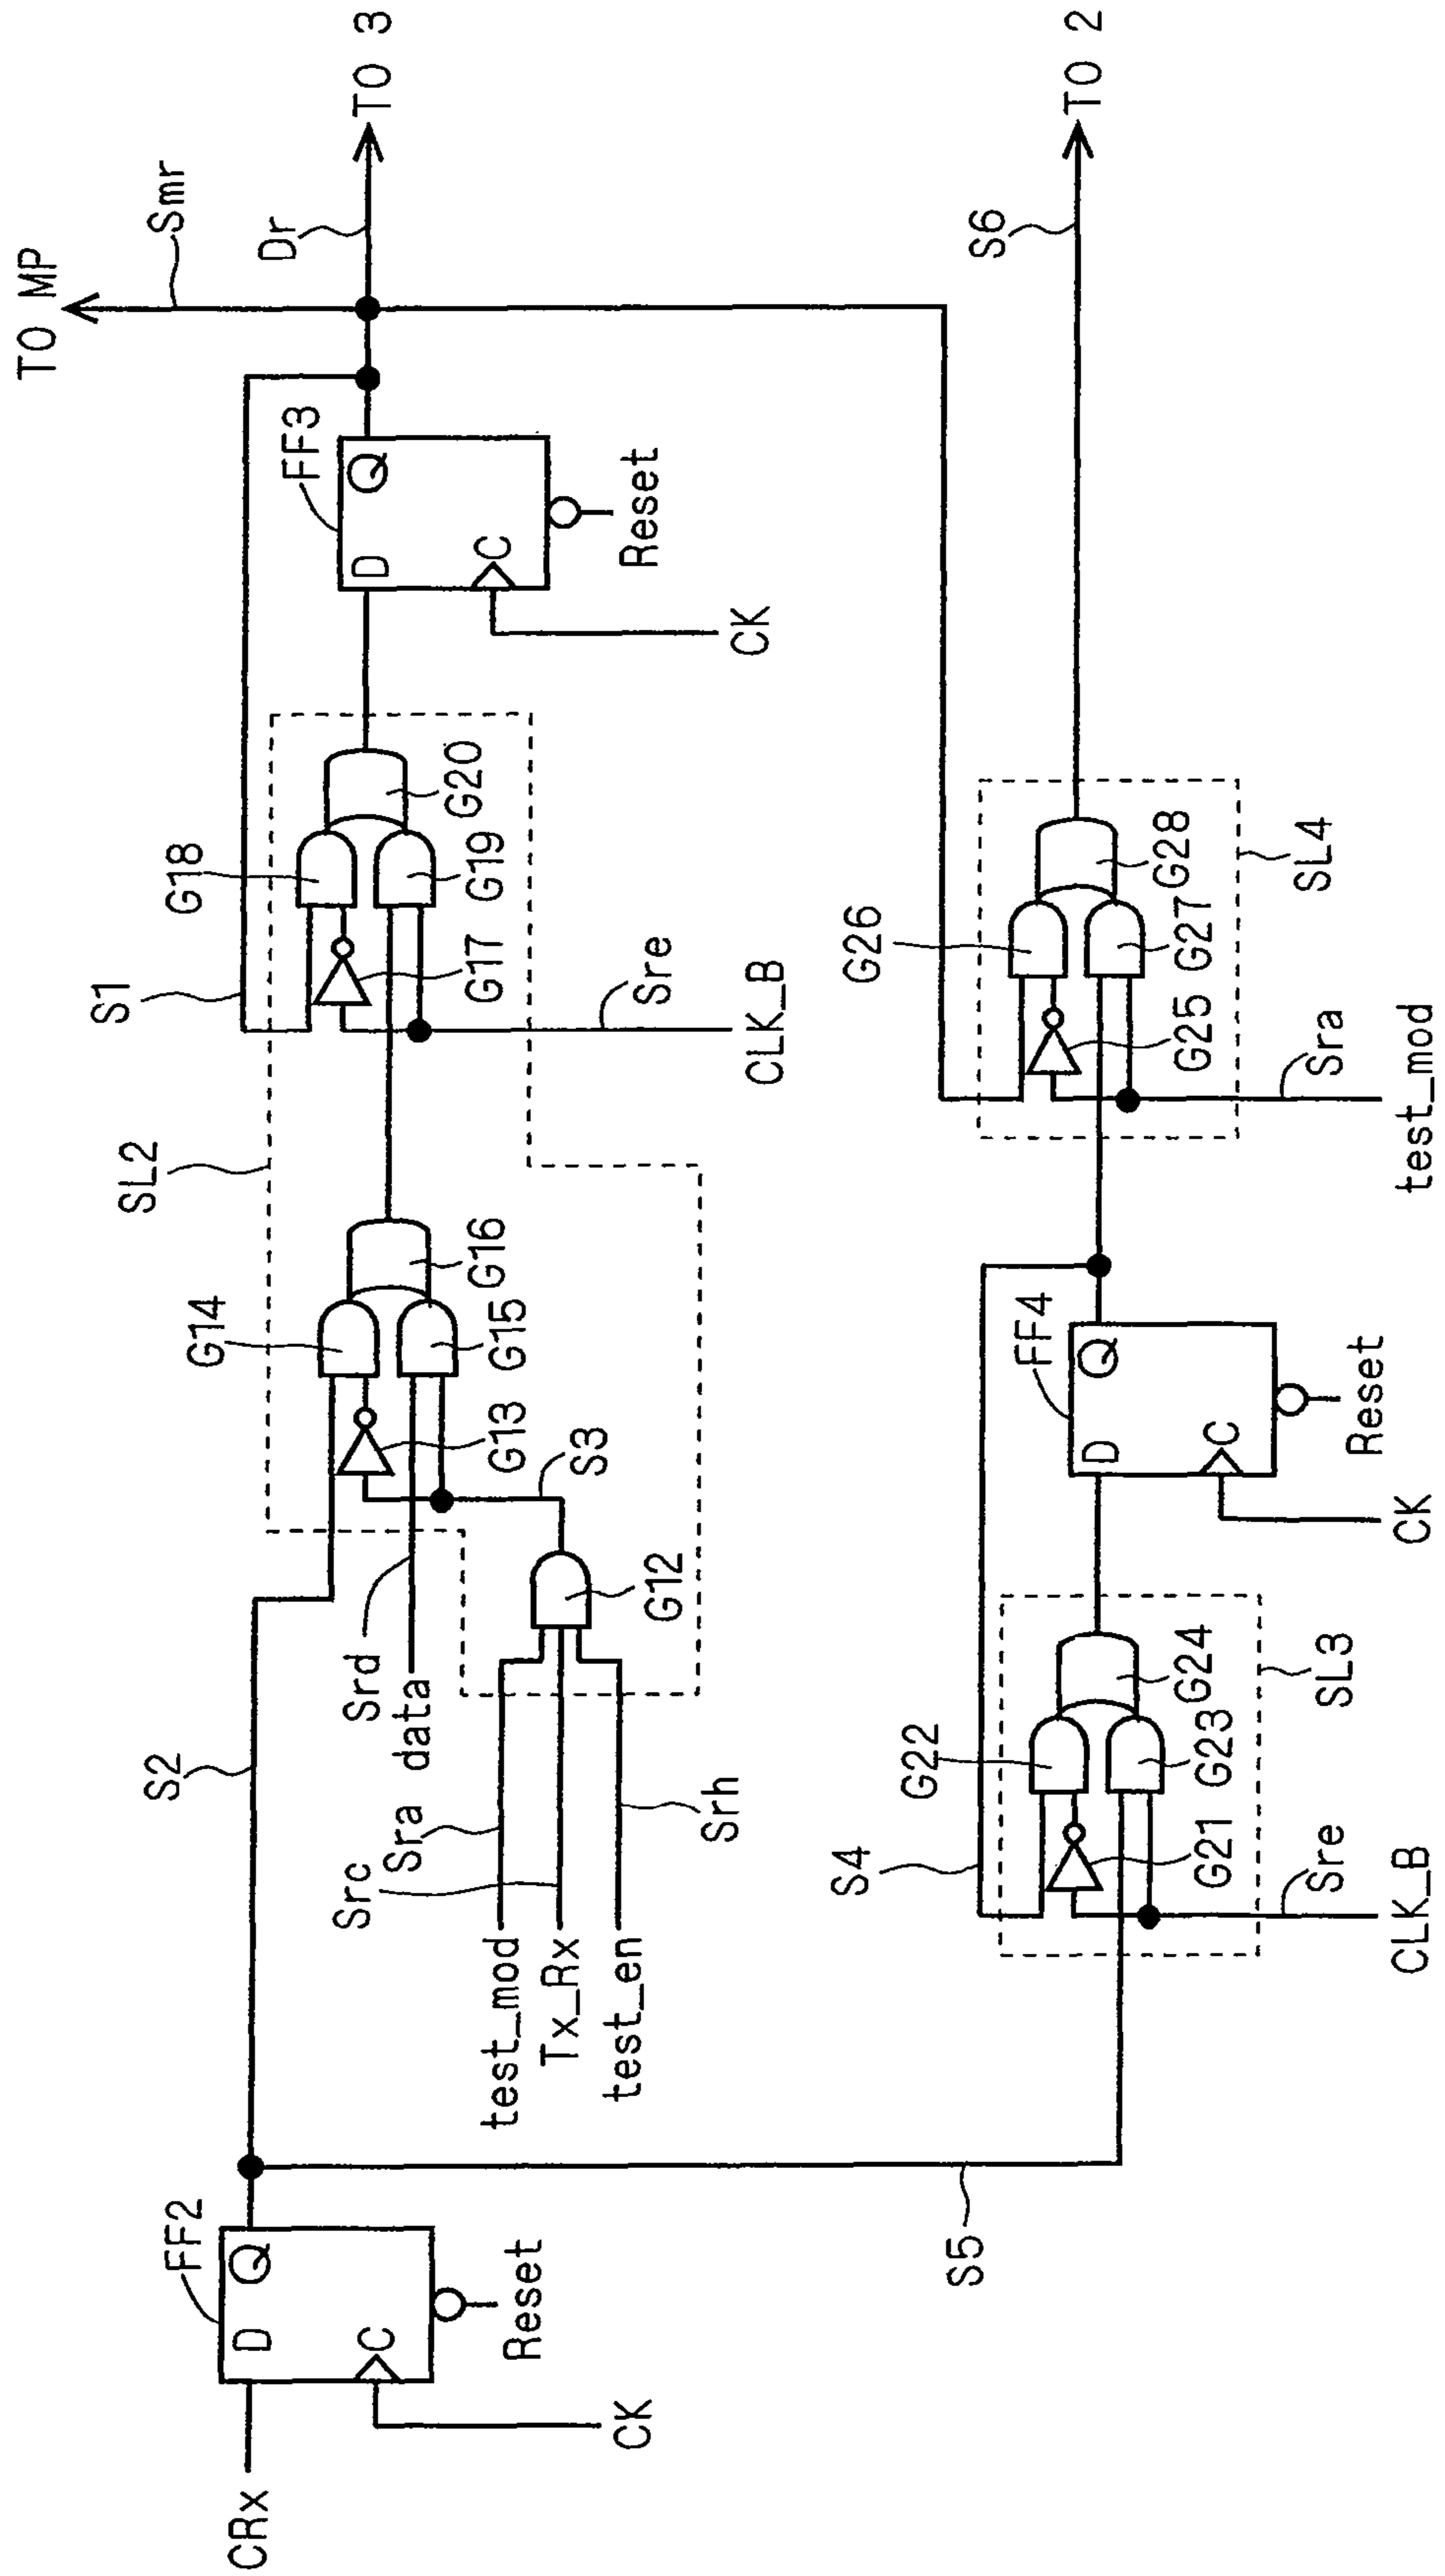 CRx
FF2
D
Q
C
CK
Reset
S2
S5
Srd
data
Sra
Src
test_mod
Tx_Rx
test_en
Srh
G12
S3
G13
G14
G15
G16
SL2
S1
G17
G18
G19
G20
Sre
CLK_B
FF3
D
Q
C
CK
Reset
TO MP
Smr
Dr
TO 3
S4
G21
G22
G23
G24
SL3
Sre
CLK_B
FF4
D
Q
C
CK
Reset
G25
G26
G27
G28
SL4
Sra
test_mod
S6
TO 2